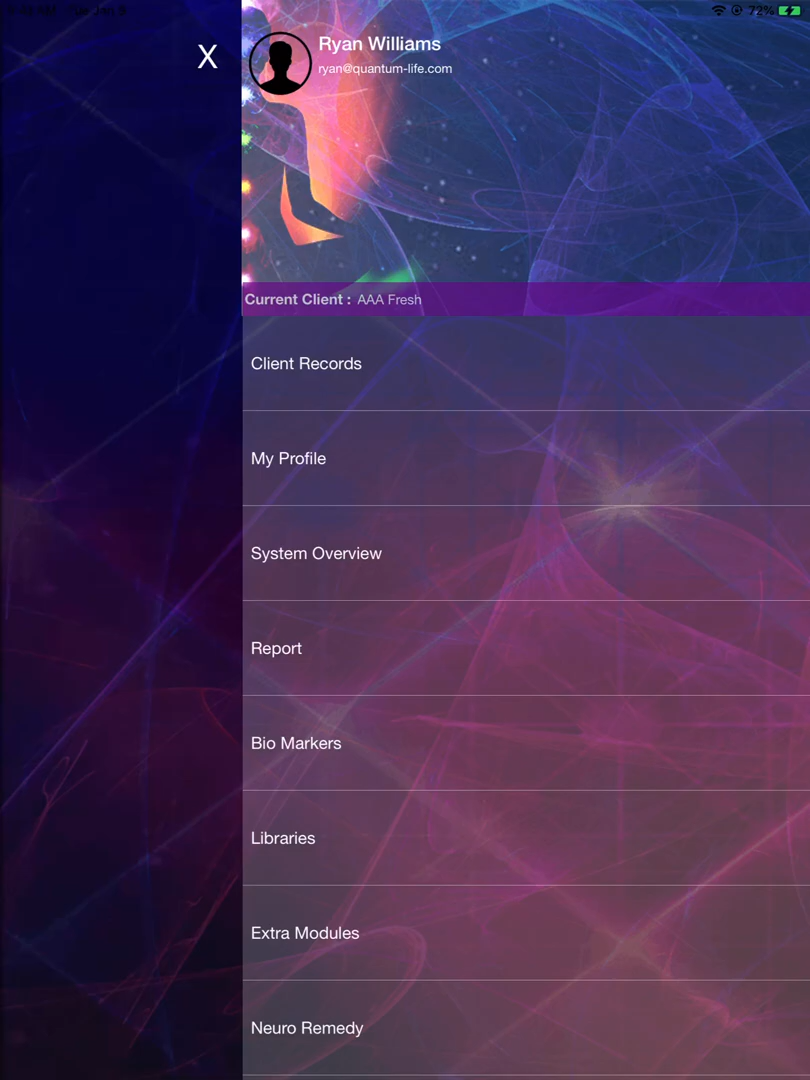 X
72%
Ryan Williams
ryan@quantum-life.com
Current Client : AAA Fresh
Client Records
My Profile
System Overview
Report
Bio Markers
Libraries
Extra Modules
Neuro Remedy